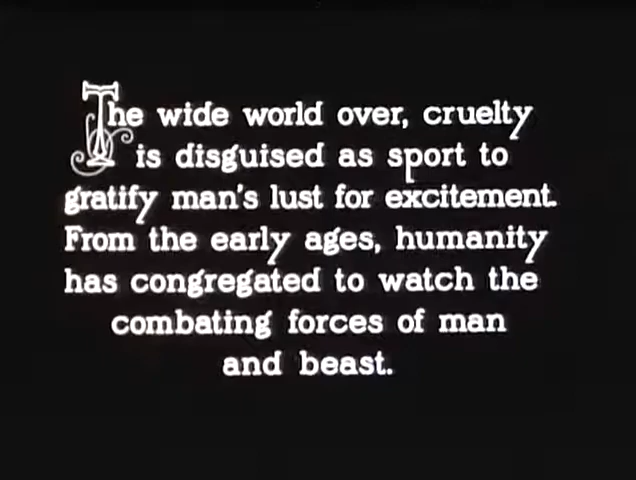 The wide world over, cruelty
is disguised as sport to
gratify man's lust for excitement.
From the early ages, humanity
has congregated to watch the
combating forces of man
and beast.